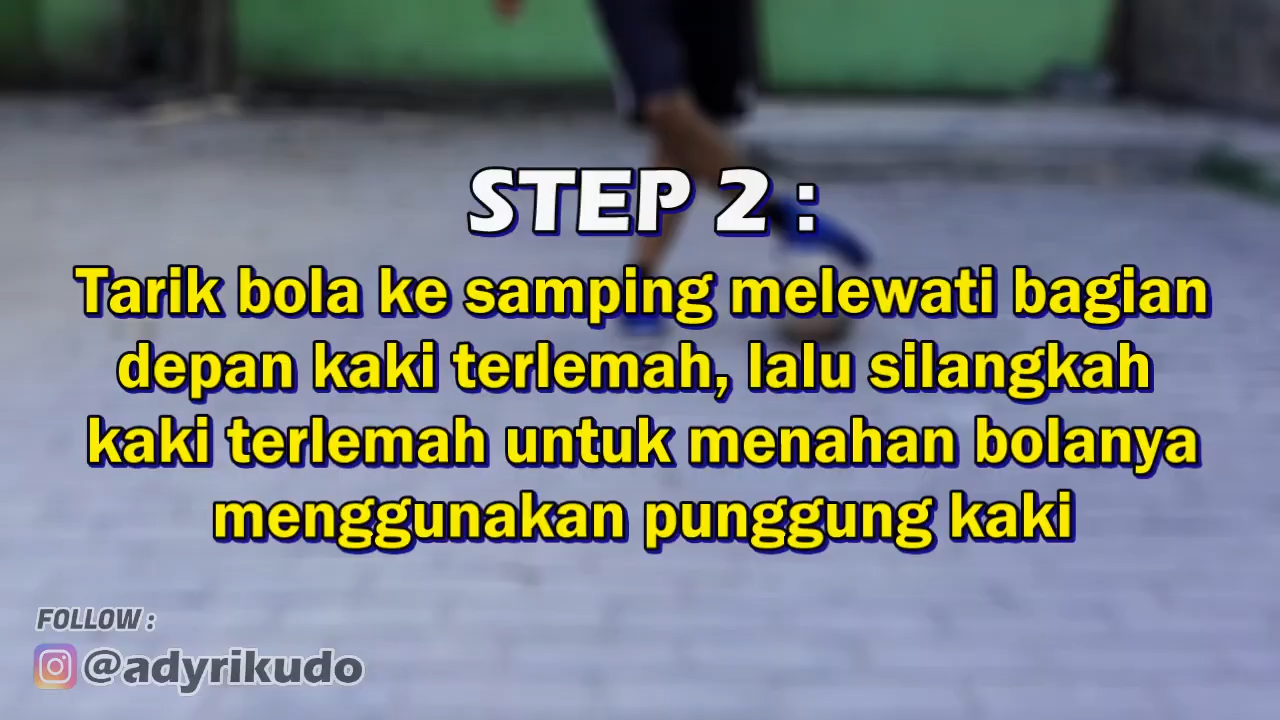 STEP 2 :
Tarik bola ke samping melewati bagian
depan kaki terlemah, lalu silangkah
kaki terlemah untuk menahan bolanya
menggunakan punggung kaki
FOLLOW :
@adyrikudo